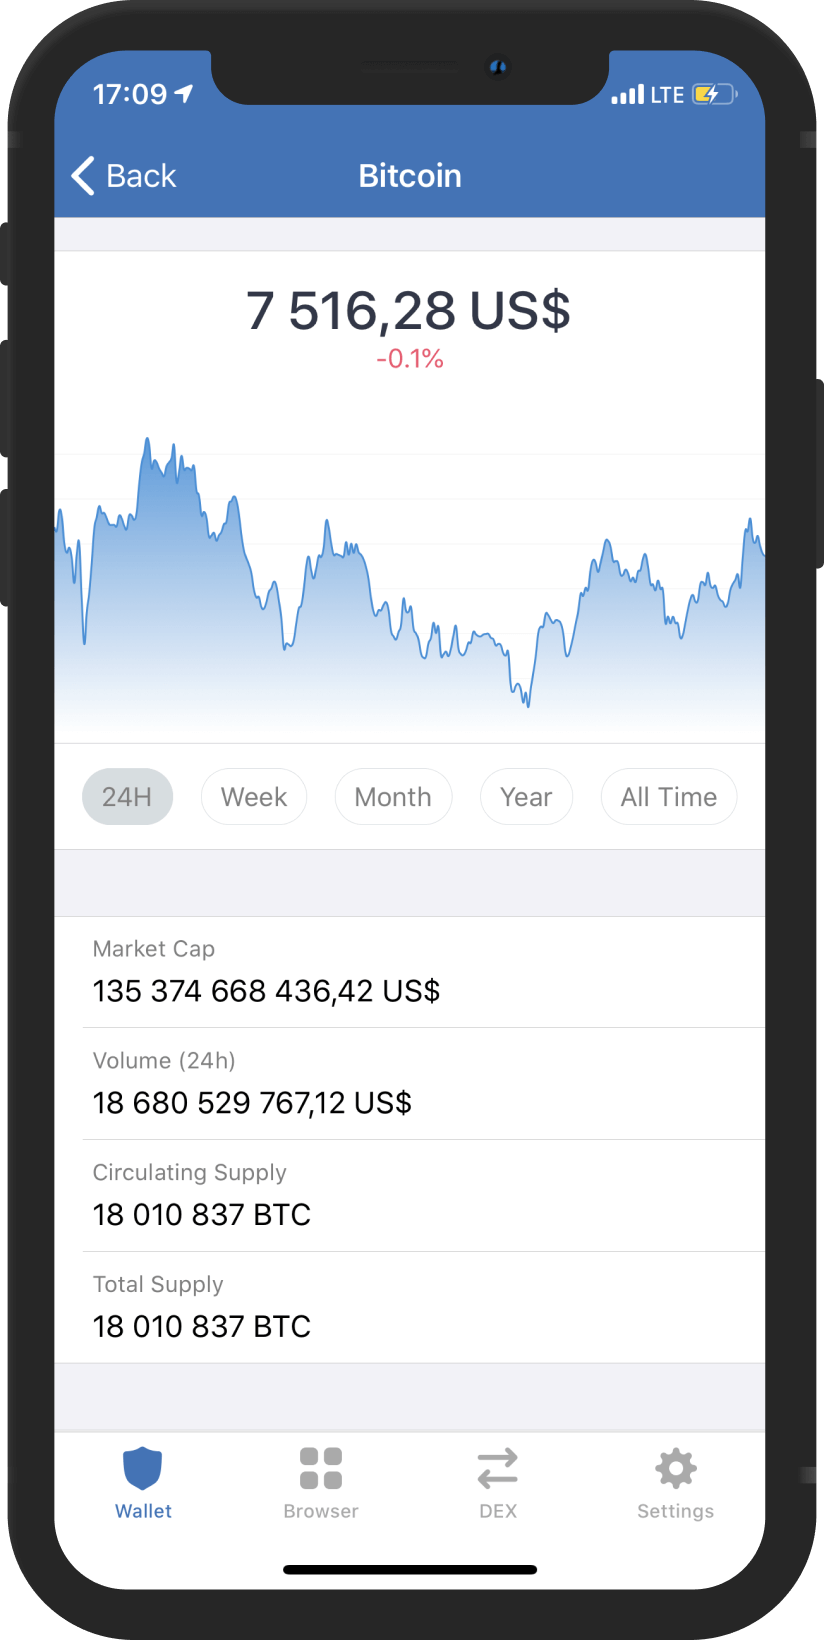 17:09 LTE
Back Bitcoin
7 516,28 US$
-0.1%
24H Week Month Year All Time
Market Cap
135 374 668 436,42 US$
Volume (24h)
18 680 529 767,12 US$
Circulating Supply
18 010 837 BTC
Total Supply
18 010 837 BTC
Wallet Browser DEX Settings